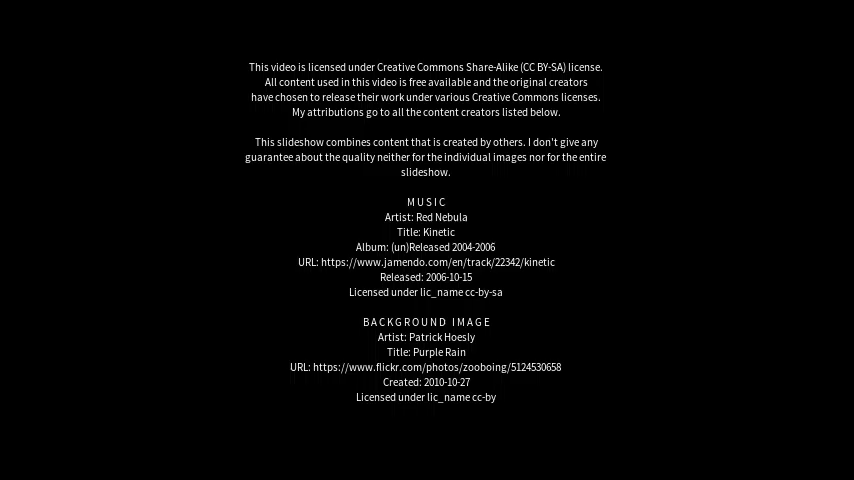 This video is licensed under Creative Commons Share-Alike (CC BY-SA) license.
All content used in this video is free available and the original creators
have chosen to release their work under various Creative Commons licenses.
My attributions go to all the content creators listed below.
This slideshow combines content that is created by others. I don't give any
guarantee about the quality neither for the individual images nor for the entire
slideshow.
MUSIC
Artist: Red Nebula
Title: Kinetic
Album: (un)Released 2004-2006
URL: https://www.jamendo.com/en/track/22342/kinetic
Released: 2006-10-15
Licensed under lic_name cc-by-sa
BACKGROUND IMAGE
Artist: Patrick Hoesly
Title: Purple Rain
URL: https://www.flickr.com/photos/zooboing/5124530658
Created: 2010-10-27
Licensed under lic_name cc-by